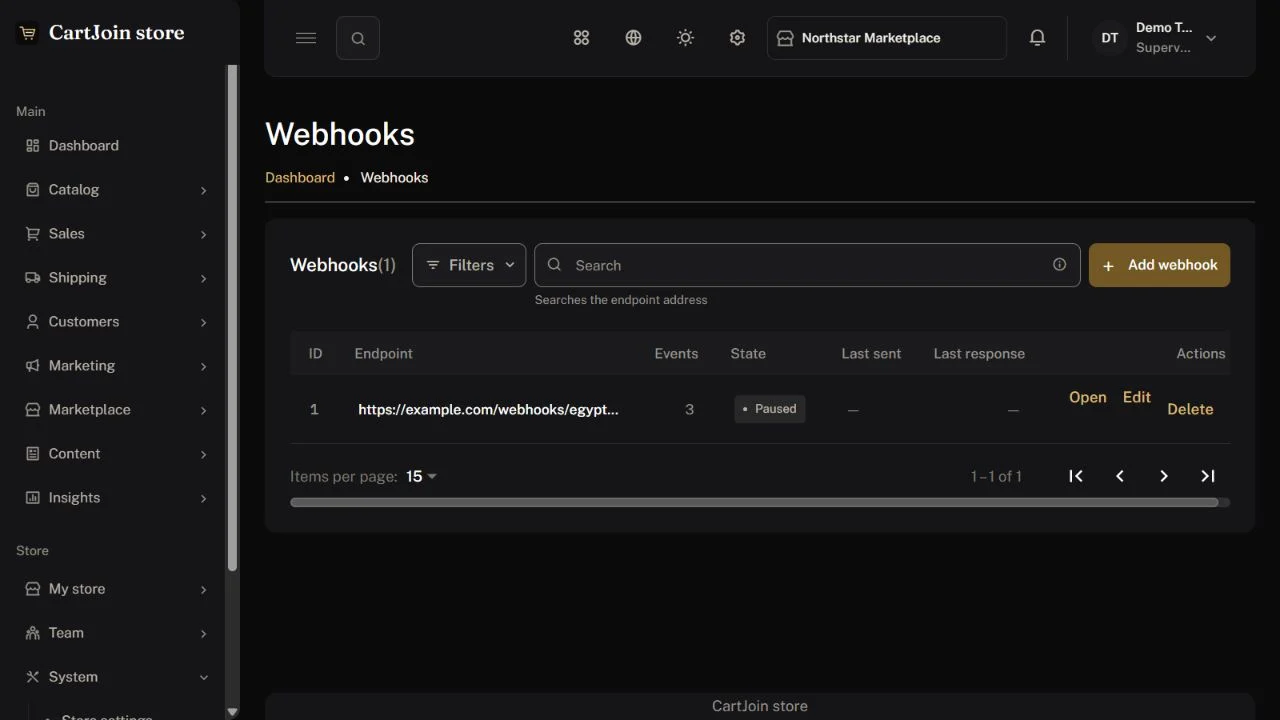 CartJoin store
Northstar Marketplace
DT
Demo T...
Superv...
Main
Dashboard
Catalog
Sales
Shipping
Customers
Marketing
Marketplace
Content
Insights
Store
My store
Team
System
Store settings
Webhooks
Dashboard • Webhooks
Webhooks(1)
Filters
Search
Add webhook
Searches the endpoint address
ID Endpoint Events State Last sent Last response Actions
1 https://example.com/webhooks/egypt... 3 • Paused — — Open Edit Delete
Items per page: 15
1–1 of 1
CartJoin store